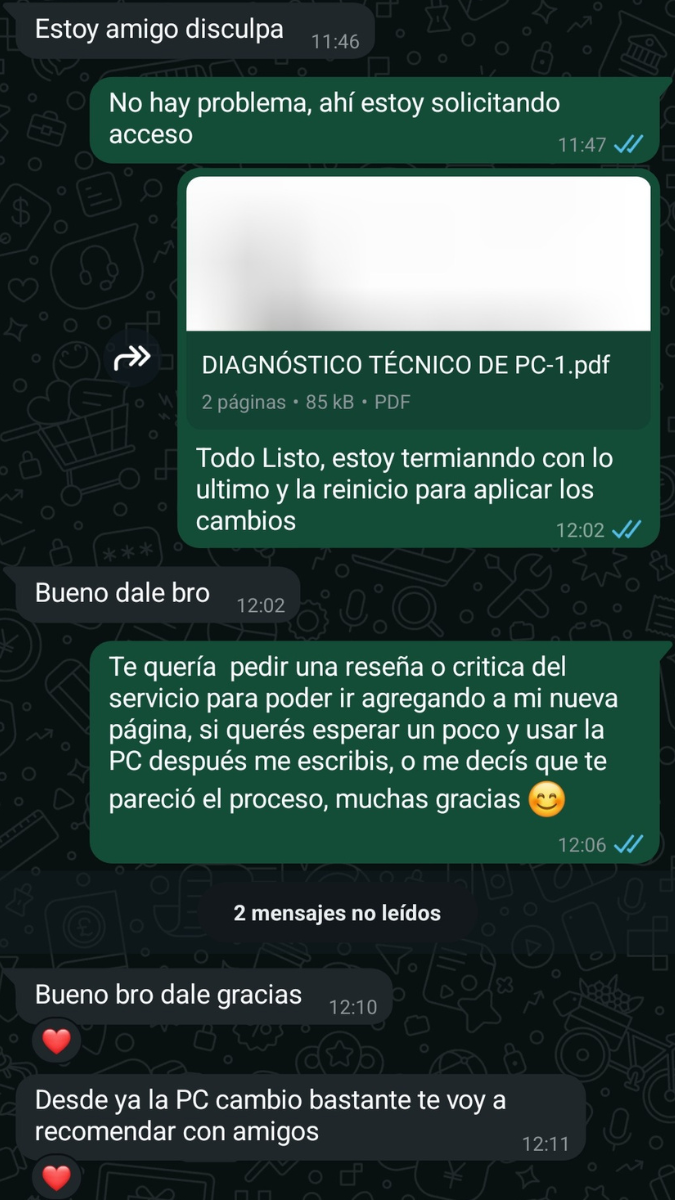 Estoy amigo disculpa
11:46
No hay problema, ahí estoy solicitando
acceso
11:47
DIAGNÓSTICO TÉCNICO DE PC-1.pdf
2 páginas • 85 kB • PDF
Todo Listo, estoy termianndo con lo
ultimo y la reinicio para aplicar los
cambios
12:02
Bueno dale bro
12:02
Te quería  pedir una reseña o critica del
servicio para poder ir agregando a mi nueva
página, si querés esperar un poco y usar la
PC después me escribis, o me decís que te
pareció el proceso, muchas gracias 😊
12:06
2 mensajes no leídos
Bueno bro dale gracias
12:10
❤️
Desde ya la PC cambio bastante te voy a
recomendar con amigos
12:11
❤️